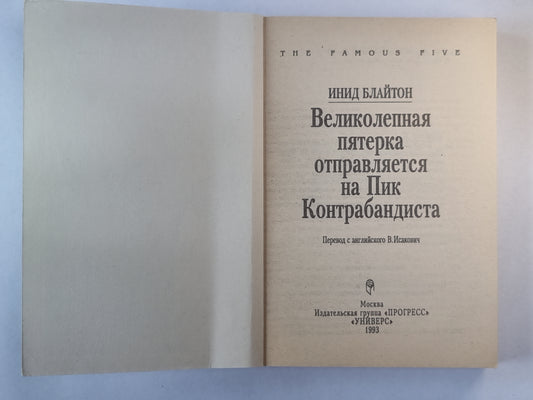 THE FAMOUS FIVE
ИНИД БЛАЙТОН
Великолепная
пятерка
отправляется
на Пик
Контрабандиста
Перевод с английского В.Исакович
Москва
Издательская группа «ПРОГРЕСС»
«УНИВЕРС»
1993